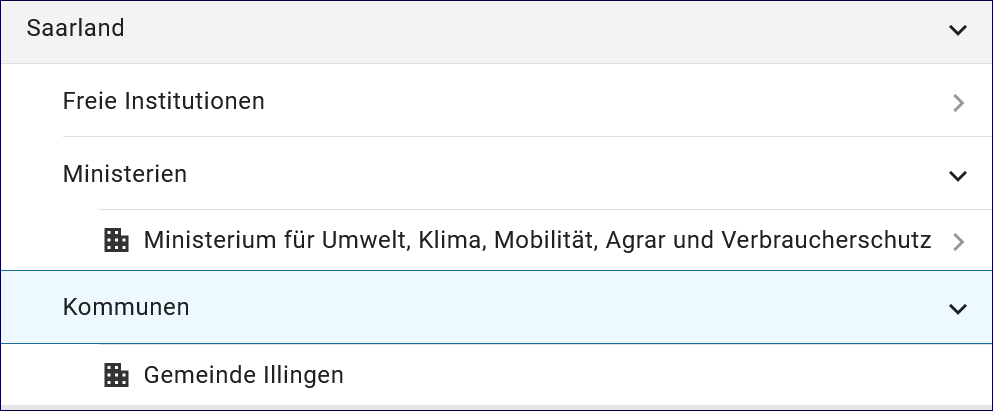 Saarland
Freie Institutionen
Ministerien
Ministerium für Umwelt, Klima, Mobilität, Agrar und Verbraucherschutz
Kommunen
Gemeinde Illingen